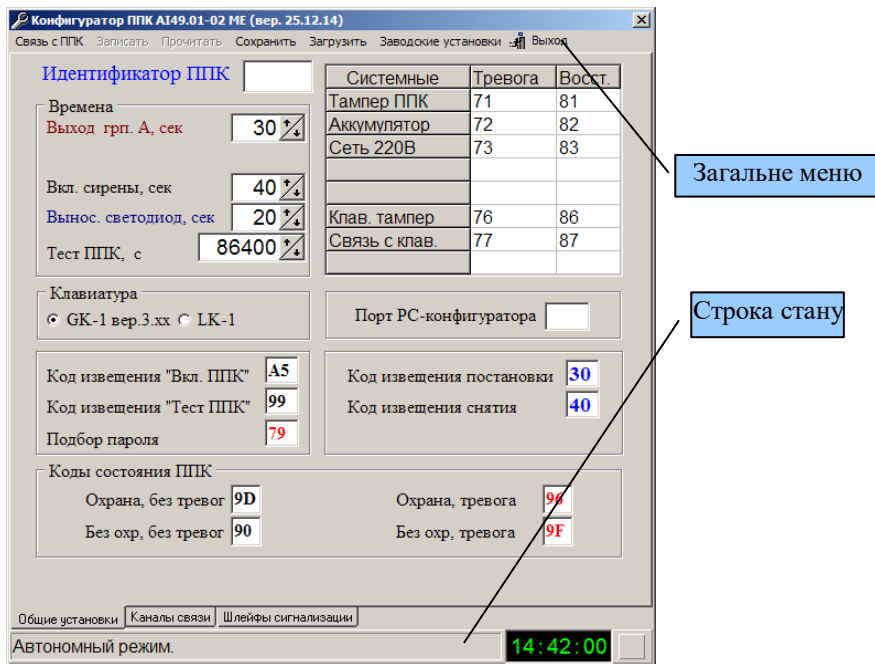 Конфигуратор ППК AI49.01-02 ME (вер. 25.12.14)
Связь с ППК Записать Прочитать Сохранить Загрузить Заводские установки Выход
Идентификатор ППК
Системные Тревога Восст.
Тампер ППК 71 81
Аккумулятор 72 82
Сеть 220В 73 83
Клав. тампер 76 86
Связь с клав. 77 87
Времена
Выход грп. А, сек 30
Вкл. сирены, сек 40
Вынос. светодиод, сек 20
Тест ППК, с 86400
Загальне меню
Клавиатура
GK-1 вер.3.xx LK-1
Порт PC-конфигуратора
Строка стану
Код извещения "Вкл. ППК" A5
Код извещения "Тест ППК" 99
Подбор пароля 79
Код извещения постановки 30
Код извещения снятия 40
Коды состояния ППК
Охрана, без тревог 9D
Охрана, тревога 96
Без охр, без тревог 90
Без охр, тревога 9F
Общие установки Каналы связи Шлейфы сигнализации
Автономный режим. 14:42:00